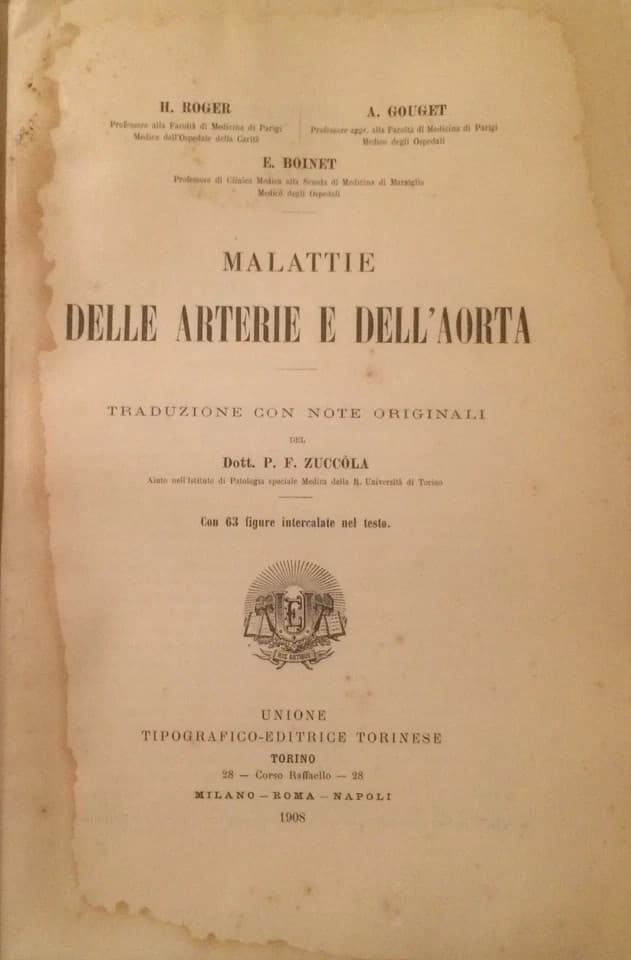 H. ROGER
Professore alla Facoltà di Medicina di Parigi
Medico dell'Ospedale della Carità
A. GOUGET
Professore aggr. alla Facoltà di Medicina di Parigi
Medico degli Ospedali
E. BOINET
Professore di Clinica Medica alla Scuola di Medicina di Marsiglia
Medico degli Ospedali
MALATTIE
DELLE ARTERIE E DELL'AORTA
TRADUZIONE CON NOTE ORIGINALI
DEL
Dott. P. F. ZUCCÒLA
Aiuto nell'Istituto di Patologia speciale Medica della R. Università di Torino
Con 63 figure intercalate nel testo.
HIS ARTIBUS
UNIONE
TIPOGRAFICO-EDITRICE TORINESE
TORINO
28 — Corso Raffaello — 28
MILANO — ROMA — NAPOLI
1908